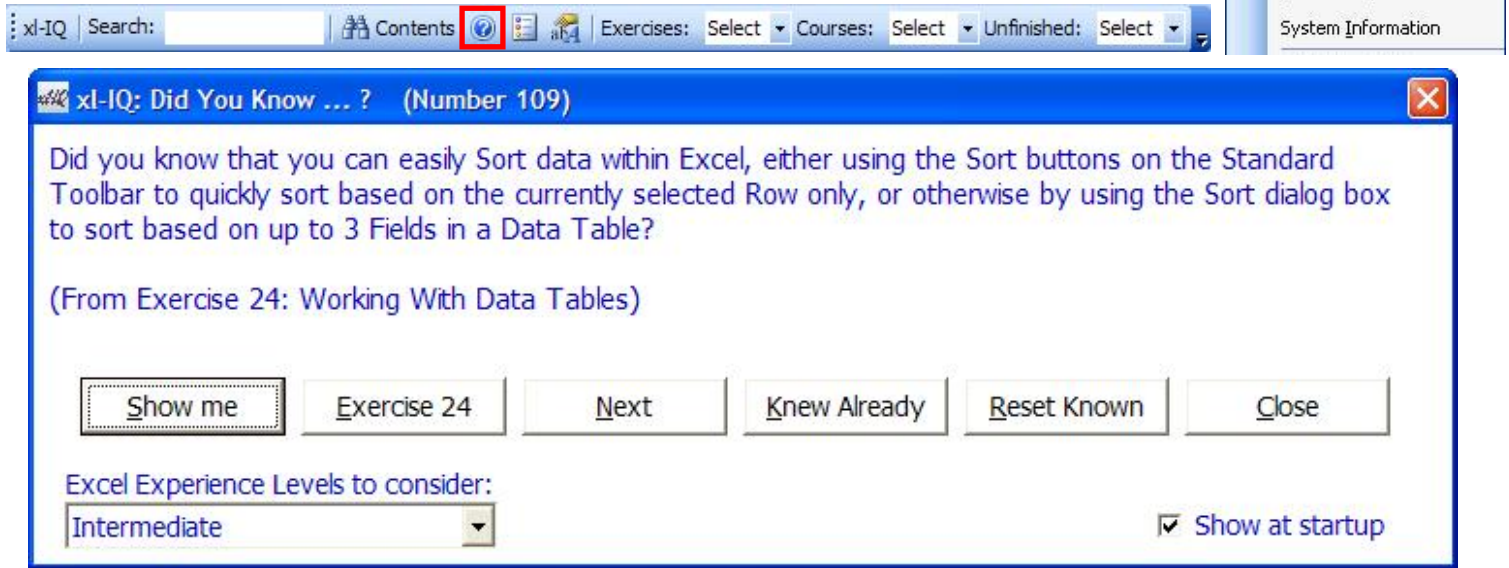 xl-IQ Search: Contents Exercises: Select Courses: Select Unfinished: Select
System Information
xl-IQ: Did You Know ... ? (Number 109)
Did you know that you can easily Sort data within Excel, either using the Sort buttons on the Standard
Toolbar to quickly sort based on the currently selected Row only, or otherwise by using the Sort dialog box
to sort based on up to 3 Fields in a Data Table?
(From Exercise 24: Working With Data Tables)
Show me Exercise 24 Next Knew Already Reset Known Close
Excel Experience Levels to consider:
Intermediate
Show at startup